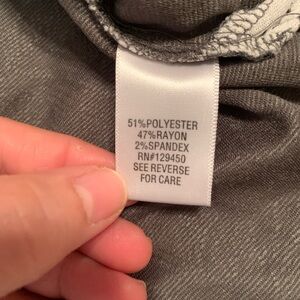 51%POLYESTER
47%RAYON
2%SPANDEX
RN#129450
SEE REVERSE
FOR CARE